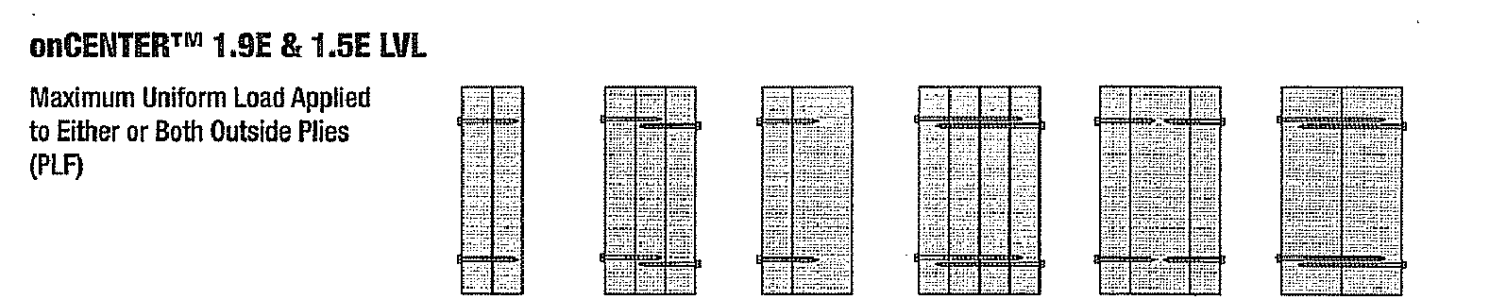 onCENTER™ 1.9E & 1.5E LVL
Maximum Uniform Load Applied
to Either or Both Outside Plies
(PLF)